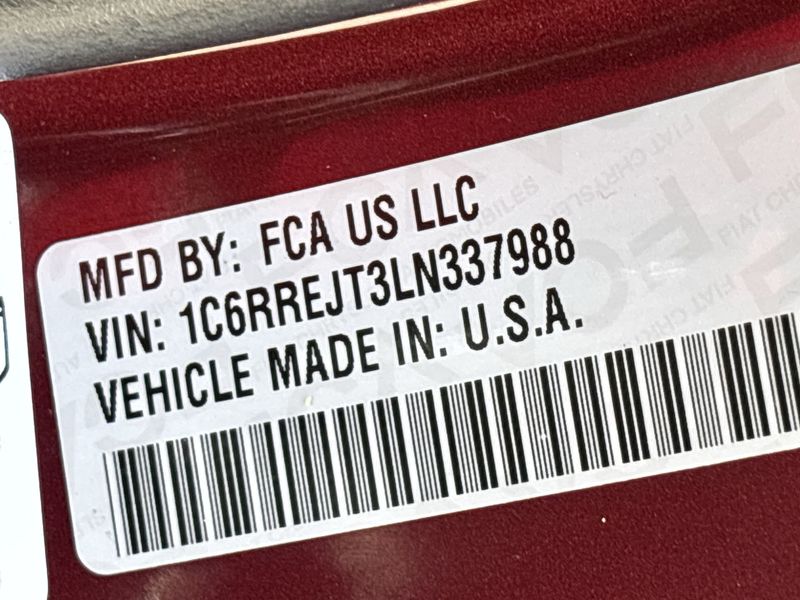 MFD BY: FCA US LLC
VIN: 1C6RREJT3LN337988
VEHICLE MADE IN: U.S.A.